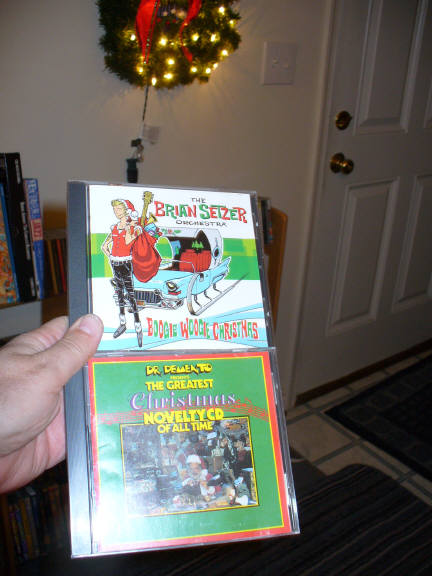 THE
BRIAN SETZER
ORCHESTRA
BOOGIE WOOGIE CHRISTMAS
DR. DEMENTO
PRESENTS
THE GREATEST
Christmas
NOVELTY CD
OF ALL TIME